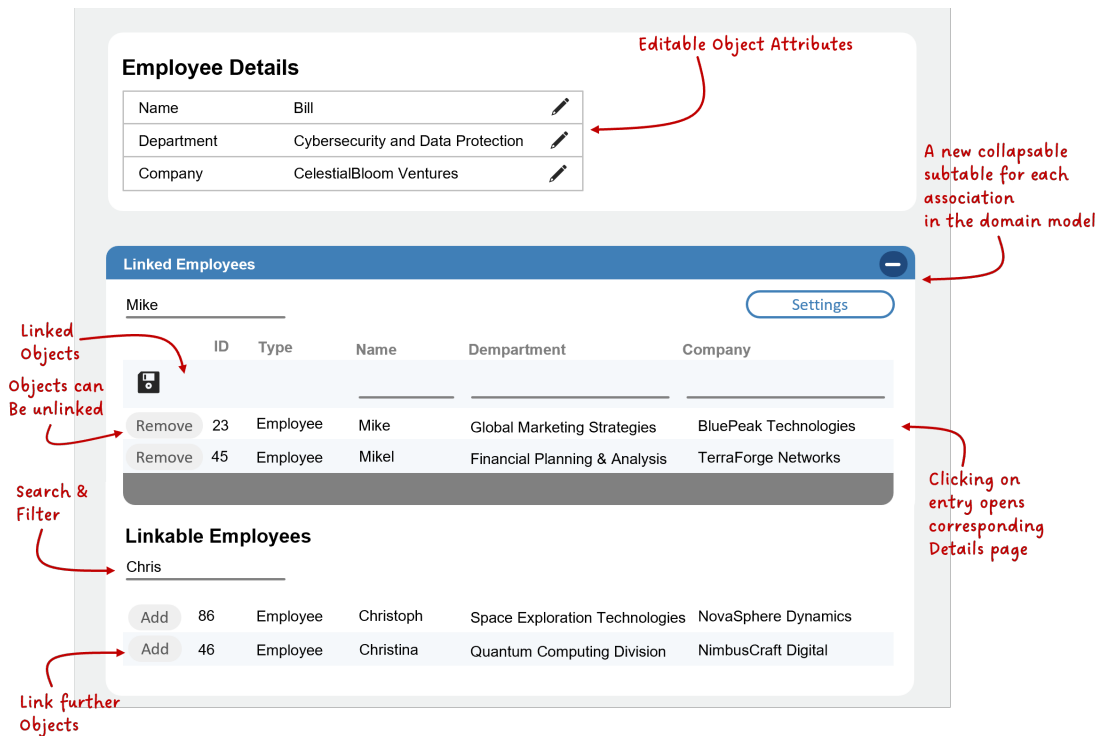 Editable Object Attributes
Employee Details
Name Bill
Department Cybersecurity and Data Protection
Company CelestialBloom Ventures
A new collapsable
subtable for each
association
in the domain model
Linked Employees
Mike
Settings
Linked
Objects
ID Type Name Dempartment Company
Objects can
Be unlinked
Remove 23 Employee Mike Global Marketing Strategies BluePeak Technologies
Remove 45 Employee Mikel Financial Planning & Analysis TerraForge Networks
Clicking on
entry opens
corresponding
Details page
Search &
Filter
Linkable Employees
Chris
Add 86 Employee Christoph Space Exploration Technologies NovaSphere Dynamics
Add 46 Employee Christina Quantum Computing Division NimbusCraft Digital
Link further
Objects